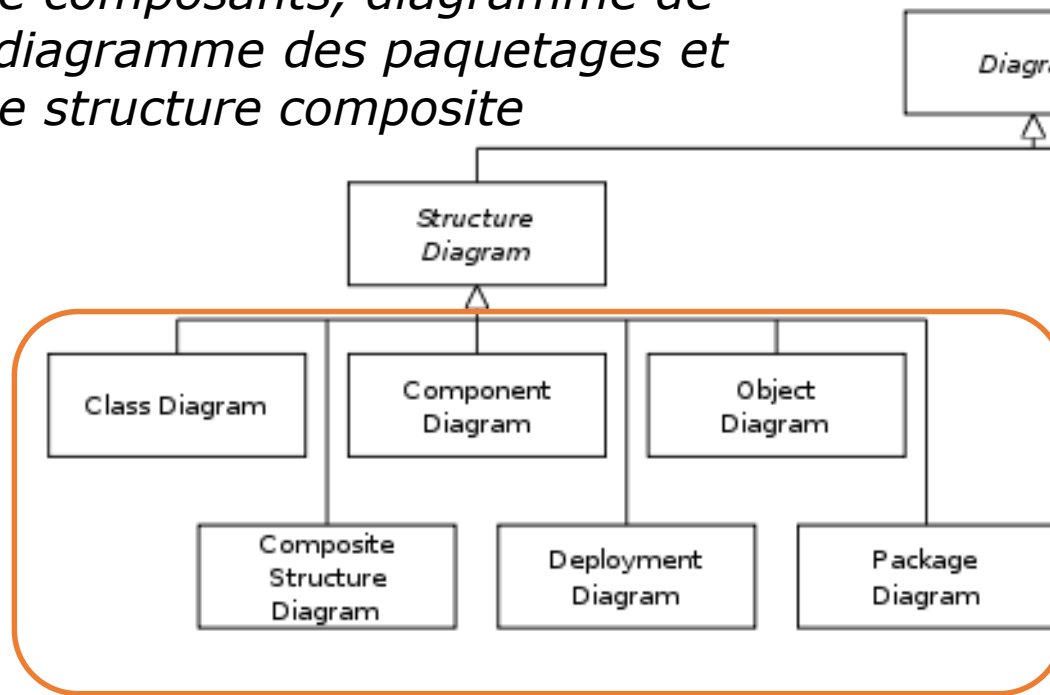 e composants, diagramme de
diagramme des paquetages et
e structure composite
Diagr
Structure
Diagram
Class Diagram
Component
Diagram
Object
Diagram
Composite
Structure
Diagram
Deployment
Diagram
Package
Diagram